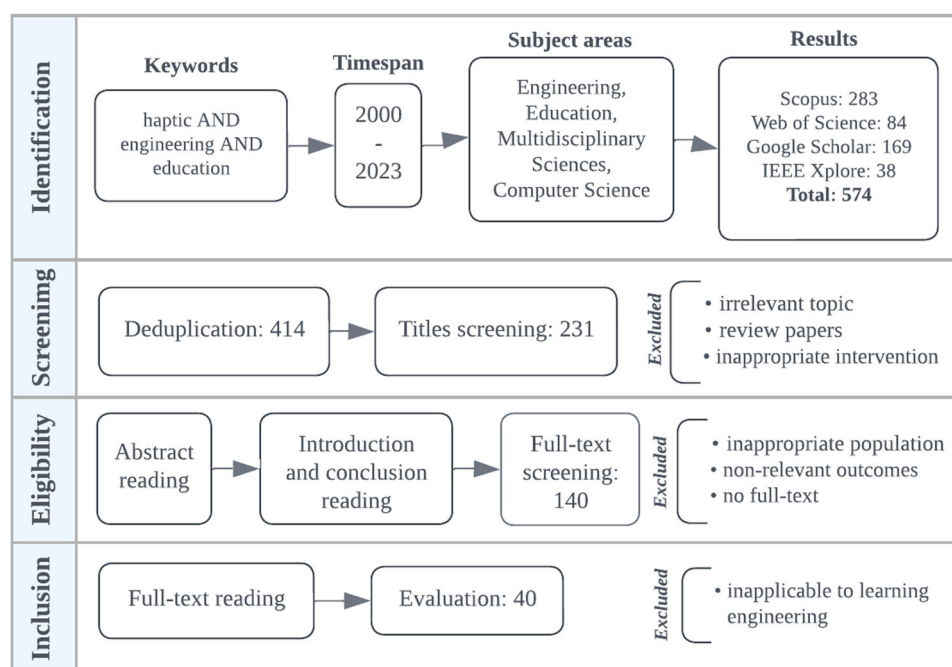 Identification
Keywords
haptic AND
engineering AND
education
Timespan
2000
-
2023
Subject areas
Engineering,
Education,
Multidisciplinary
Sciences,
Computer Science
Results
Scopus: 283
Web of Science: 84
Google Scholar: 169
IEEE Xplore: 38
Total: 574
Screenimg
Deduplication: 414
Titles screening: 231
Excluded
• irrelevant topic
• review papers
• inappropriate intervention
Eligibility
Abstract
reading
Introduction
and conclusion
reading
Full-text
screening:
140
Excluded
• inappropriate population
• non-relevant outcomes
• no full-text
Inclusion
Full-text reading
Evaluation: 40
Excluded
• inapplicable to learning
engineering